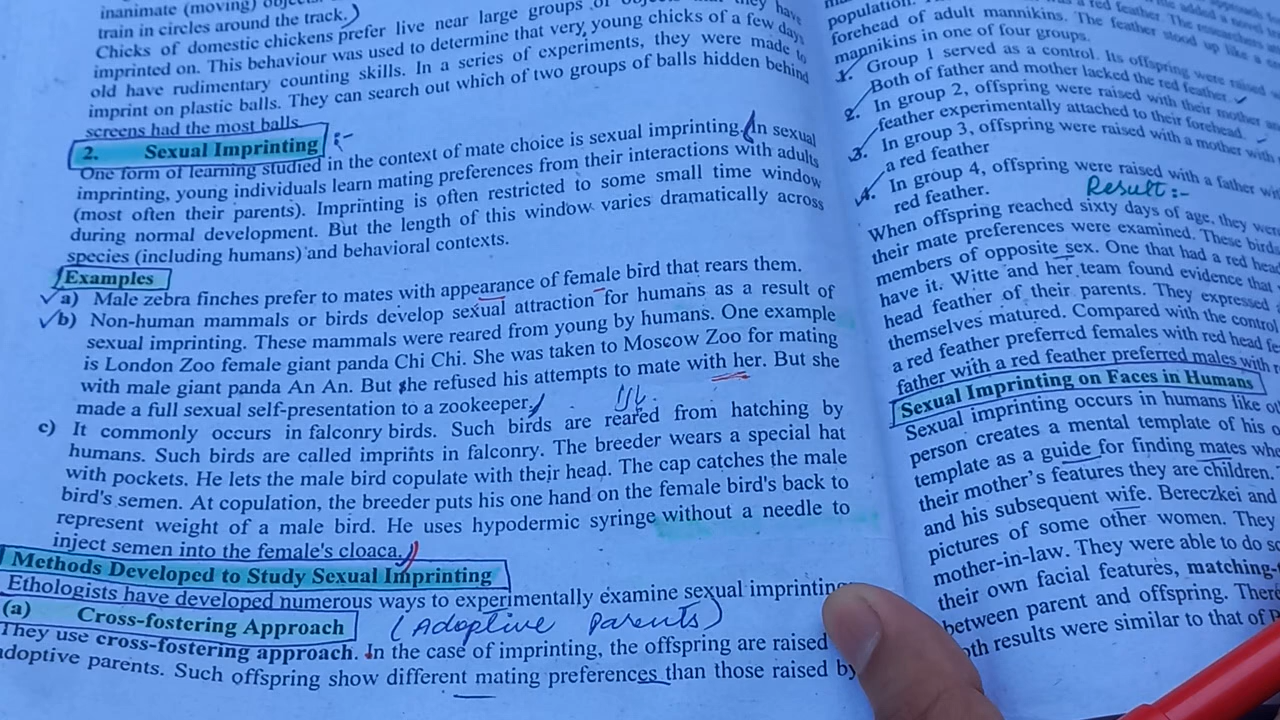 inanimate (moving)
train in circles around the track.
Chicks of domestic chickens prefer live near large groups of they have
imprinted on. This behaviour was used to determine that very young chicks of a few days
old have rudimentary counting skills. In a series of experiments, they were made to
imprint on plastic balls. They can search out which of two groups of balls hidden behind
screens had the most balls
2. Sexual Imprinting :-
One form of learning studied in the context of mate choice is sexual imprinting. In sexual
imprinting, young individuals learn mating preferences from their interactions with adults
(most often their parents). Imprinting is often restricted to some small time window
during normal development. But the length of this window varies dramatically across
species (including humans) and behavioral contexts.
Examples
a) Male zebra finches prefer to mates with appearance of female bird that rears them.
b) Non-human mammals or birds develop sexual attraction for humans as a result of
sexual imprinting. These mammals were reared from young by humans. One example
is London Zoo female giant panda Chi Chi. She was taken to Moscow Zoo for mating
with male giant panda An An. But she refused his attempts to mate with her. But she
made a full sexual self-presentation to a zookeeper.
c) It commonly occurs in falconry birds. Such birds are reared from hatching by
humans. Such birds are called imprints in falconry. The breeder wears a special hat
with pockets. He lets the male bird copulate with their head. The cap catches the male
bird's semen. At copulation, the breeder puts his one hand on the female bird's back to
represent weight of a male bird. He uses hypodermic syringe without a needle to
inject semen into the female's cloaca.
Methods Developed to Study Sexual Imprinting
Ethologists have developed numerous ways to experimentally examine sexual imprinting
(a) Cross-fostering Approach (Adoptive Parents)
They use cross-fostering approach. In the case of imprinting, the offspring are raised
adoptive parents. Such offspring show different mating preferences than those raised by
population.
forehead of adult mannikins. The feather stood up like a
mannikins in one of four groups.
1. Group 1 served as a control. Its offspring were raised
Both of father and mother lacked the red feather.
2. In group 2, offspring were raised with their mother
feather experimentally attached to their forehead.
3. In group 3, offspring were raised with a mother with
a red feather
4. In group 4, offspring were raised with a father
red feather.
Result :-
When offspring reached sixty days of age, they were
their mate preferences were examined. These birds
members of opposite sex. One that had a red head
have it. Witte and her team found evidence that
head feather of their parents. They expressed
themselves matured. Compared with the control
a red feather preferred females with red head
father with a red feather preferred males with
Sexual Imprinting on Faces in Humans
Sexual imprinting occurs in humans like
person creates a mental template of his
template as a guide for finding mates
their mother's features they are children.
and his subsequent wife. Bereczkei and
pictures of some other women. They
mother-in-law. They were able to do
their own facial features, matching-
between parent and offspring. There
results were similar to that of